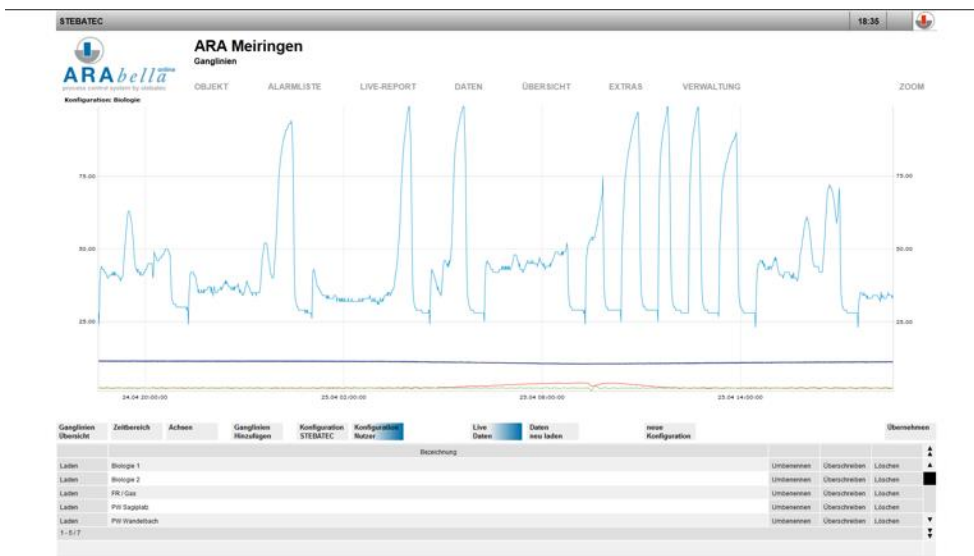 STEBATEC
18:35
ARA Meiringen
Ganglinien
ARAbella online
process control system by stebatec
OBJEKT ALARMLISTE LIVE-REPORT DATEN ÜBERSICHT EXTRAS VERWALTUNG ZOOM
Konfiguration: Biologie
75.00 75.00
50.00 50.00
25.00 25.00
24.04 20:00:00 25.04 02:00:00 25.04 08:00:00 25.04 14:00:00
Ganglinien Übersicht
Zeitbereich
Achsen
Ganglinien Hinzufügen
Konfiguration STEBATEC
Konfiguration Nutzer
Live Daten
Daten neu laden
neue Konfiguration
Übernehmen
Bezeichnung
Laden Biologie 1 Umbenennen Überschreiben Löschen
Laden Biologie 2 Umbenennen Überschreiben Löschen
Laden FR / Gas Umbenennen Überschreiben Löschen
Laden PW Sagiplatz Umbenennen Überschreiben Löschen
Laden PW Wandelbach Umbenennen Überschreiben Löschen
1 - 5 / 7